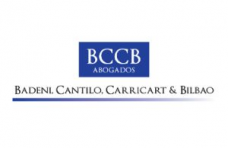 BCCB
ABOGADOS
BADENI, CANTILO, CARRICART & BILBAO